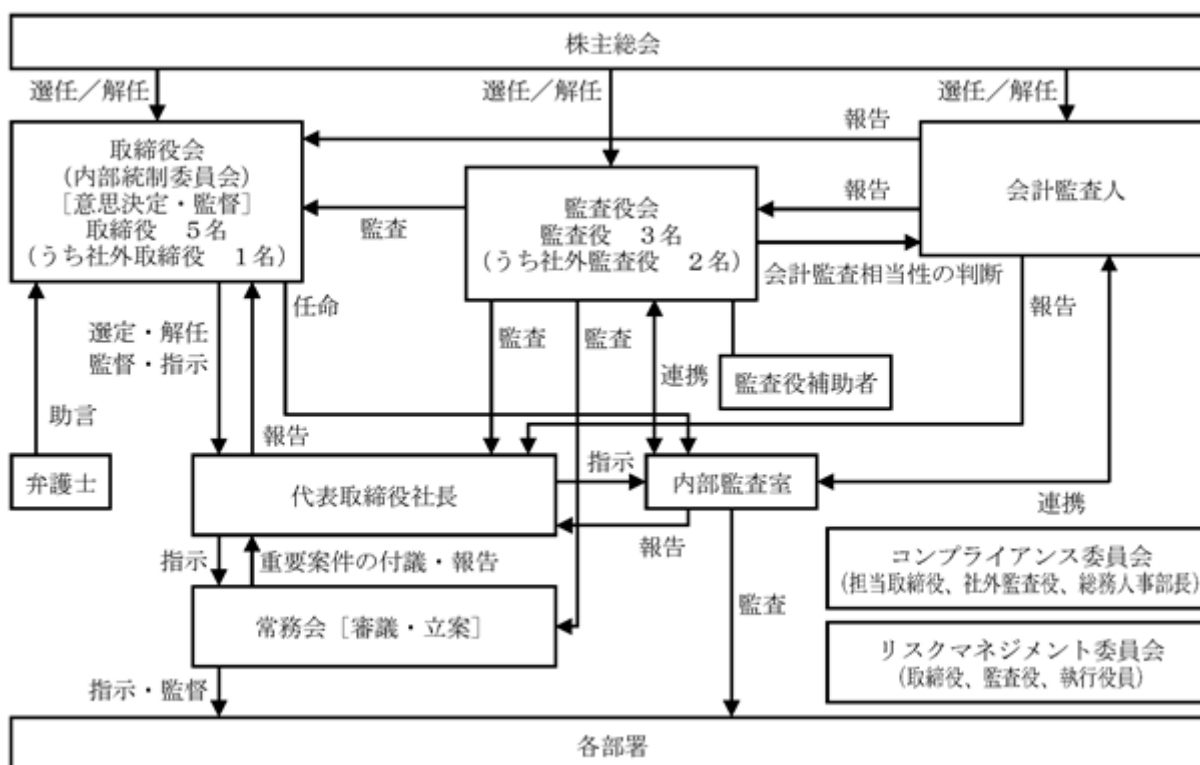 株主総会
選任／解任
選任／解任
選任／解任
取締役会
(内部統制委員会)
［意思決定・監督］
取締役　５名
(うち社外取締役　１名)
報告
会計監査人
報告
監査
監査役会
監査役　３名
(うち社外監査役　２名)
会計監査相当性の判断
任命
選定・解任
監督・指示
監査
監査
連携
報告
監査役補助者
助言
報告
弁護士
代表取締役社長
指示
内部監査室
連携
報告
指示
重要案件の付議・報告
コンプライアンス委員会
(担当取締役、社外監査役、総務人事部長)
監査
常務会［審議・立案］
リスクマネジメント委員会
(取締役、監査役、執行役員)
指示・監督
各部署